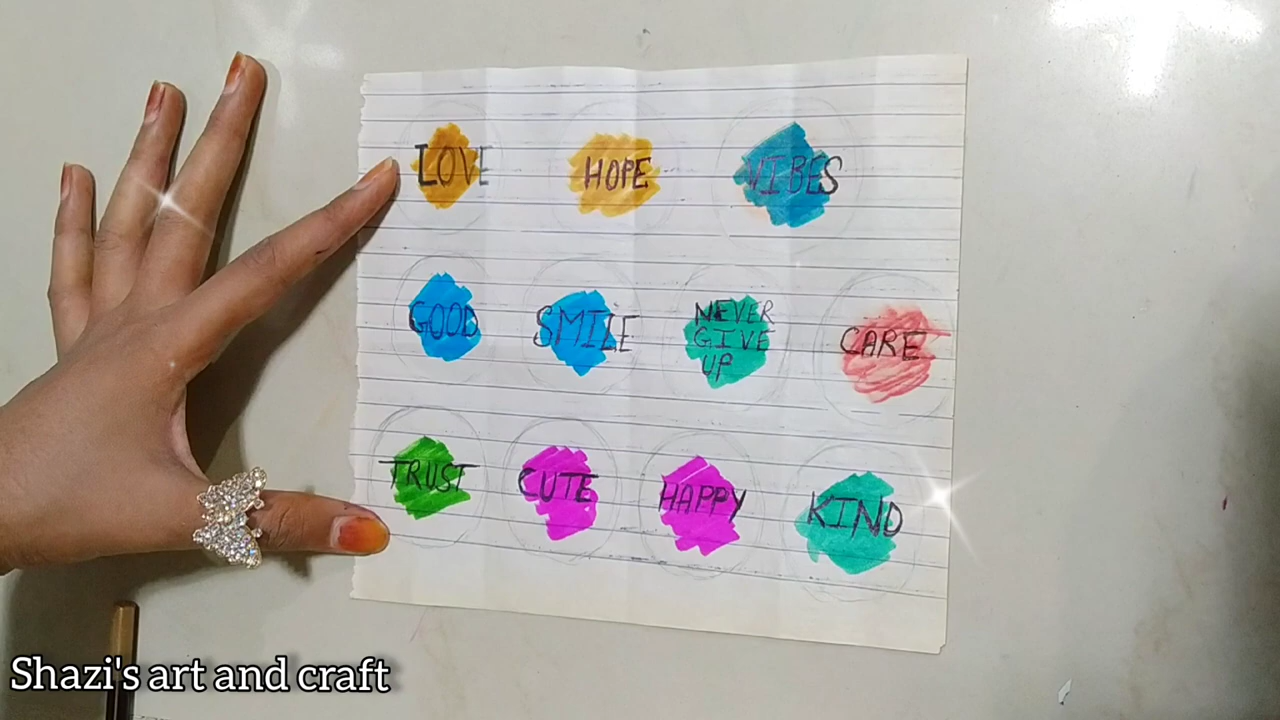 LOVE
HOPE
VIBES
GOOD
SMILE
NEVER
GIVE
UP
CARE
TRUST
CUTE
HAPPY
KIND
Shazi's art and craft